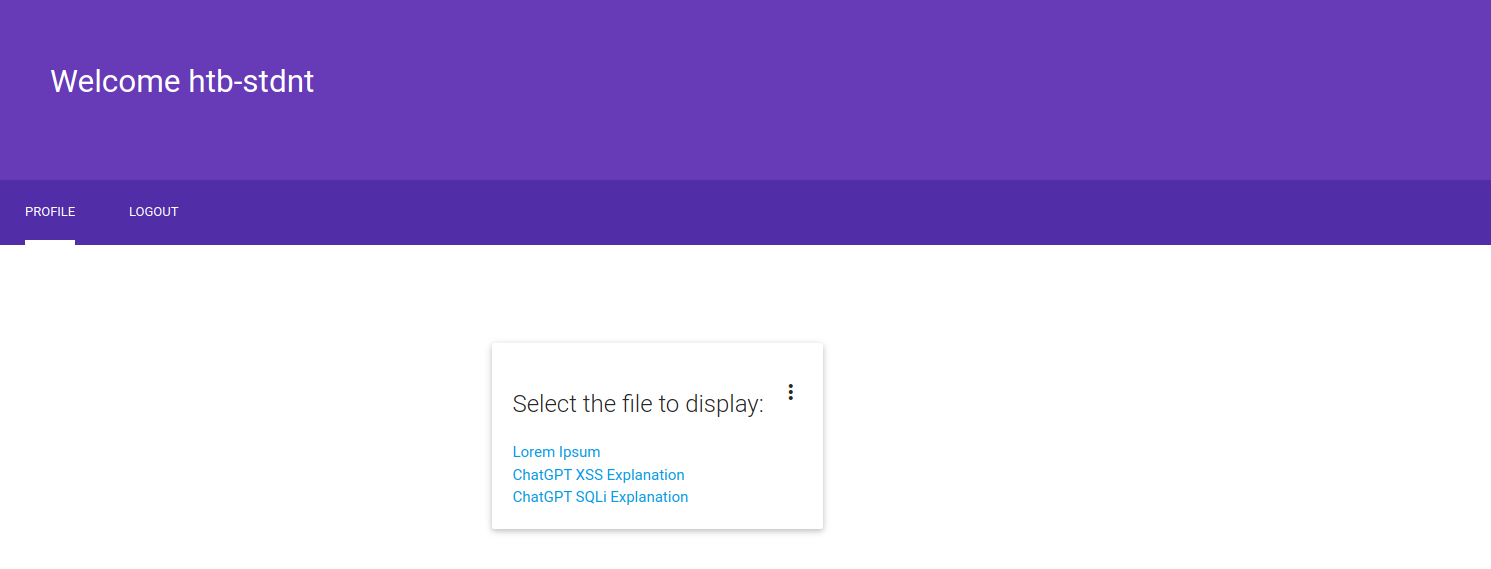 Welcome htb-stdnt
PROFILE LOGOUT
Select the file to display:
Lorem Ipsum
ChatGPT XSS Explanation
ChatGPT SQLi Explanation